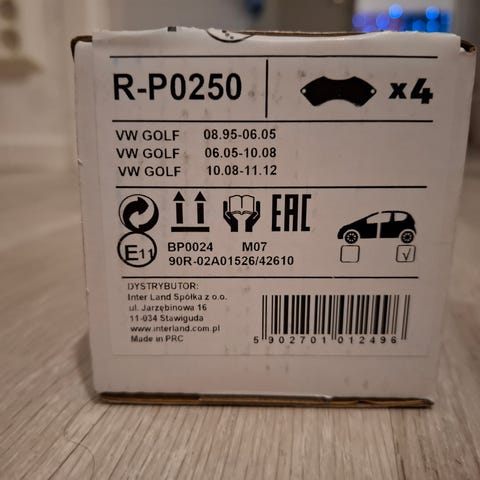 R-P0250 x4
VW GOLF 08.95-06.05
VW GOLF 06.05-10.08
VW GOLF 10.08-11.12
EAC
E11 BP0024 M07
90R-02A01526/42610
DYSTRYBUTOR:
Inter Land Spółka z o.o.
ul. Jarzębinowa 16
11-034 Stawiguda
www.interland.com.pl
Made in PRC
5 902701 012496